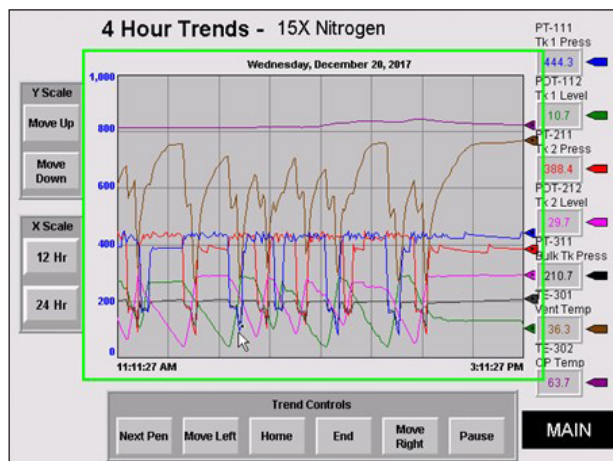 4 Hour Trends - 15X Nitrogen
Wednesday, December 20, 2017
1,000
800
600
400
200
0
11:11:27 AM
3:11:27 PM
Y Scale
Move Up
Move
Down
X Scale
12 Hr
24 Hr
PT-111
Tk 1 Press
444.3
PDT-112
Tk 1 Level
10.7
PT-211
Tk 2 Press
388.4
PDT-212
Tk 2 Level
29.7
PT-311
Bulk Tk Press
210.7
TE-301
Vent Temp
36.3
TE-302
OP Temp
63.7
Trend Controls
Next Pen
Move Left
Home
End
Move
Right
Pause
MAIN